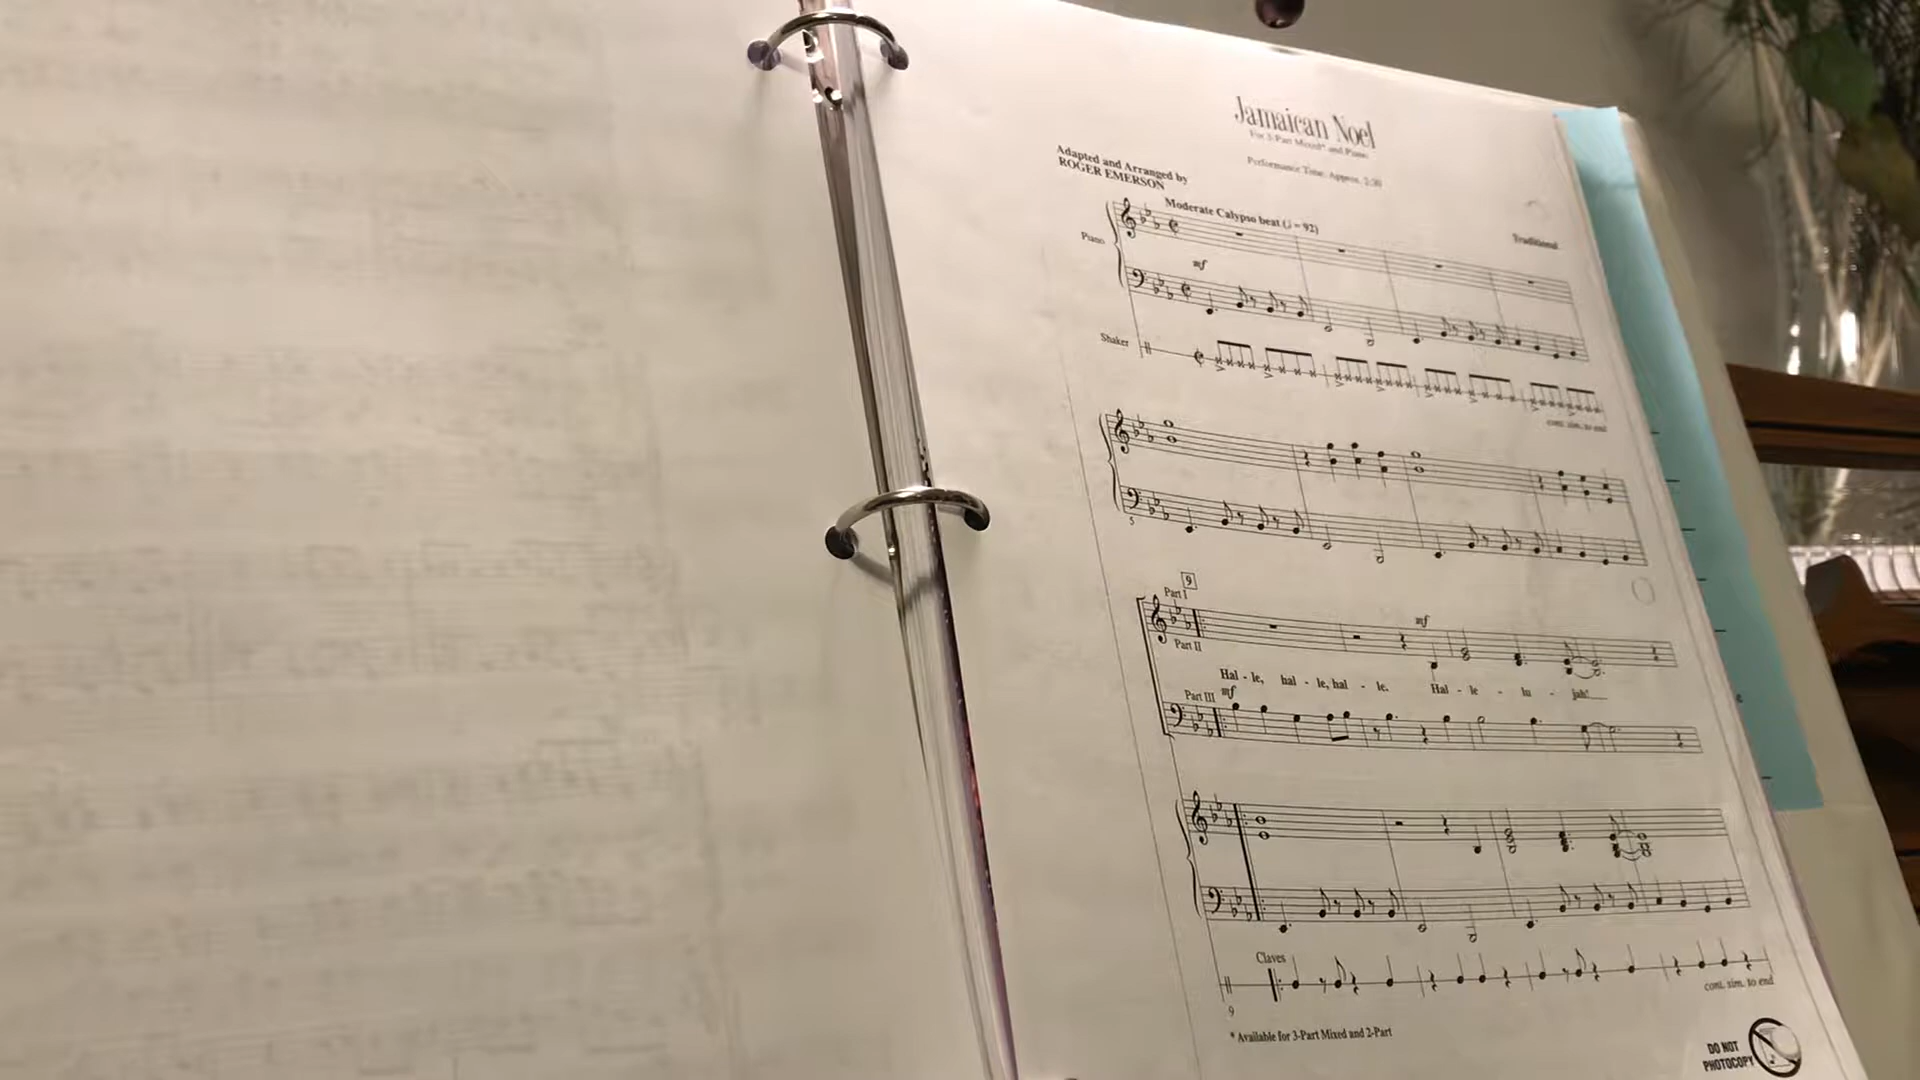 Jamaican Noel
For 3-Part Mixed* and Piano
Performance Time: Approx. 2:30
Adapted and Arranged by
ROGER EMERSON
Traditional
Moderate Calypso beat (𝅗𝅥 = 92)
Piano
mf
Shaker
cont. sim. to end
5
9
Part I
mf
Part II
Hal - le, hal - le, hal - le. Hal - le - lu - jah!
Part III mf
Claves
cont. sim. to end
9
* Available for 3-Part Mixed and 2-Part
DO NOT
PHOTOCOPY